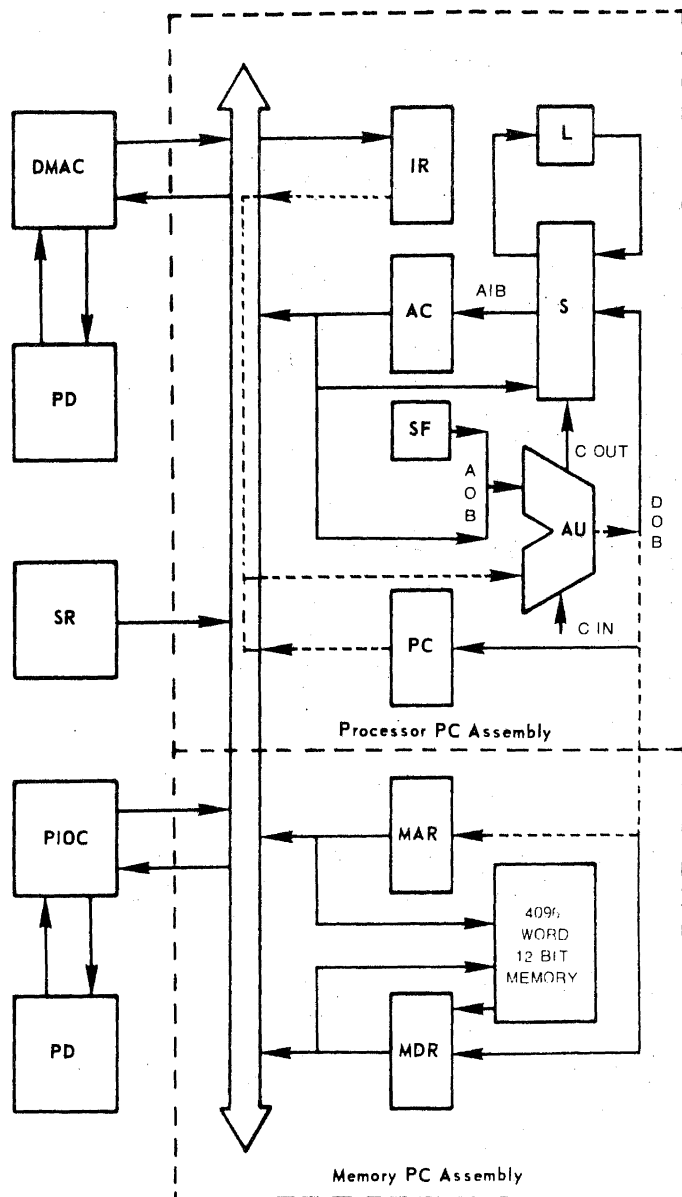 DMAC
IR
L
AC
AIB
S
PD
SF
A
O
B
C OUT
D
O
B
AU
SR
PC
C IN
Processor PC Assembly
PIOC
MAR
4096
WORD
12 BIT
MEMORY
PD
MDR
Memory PC Assembly